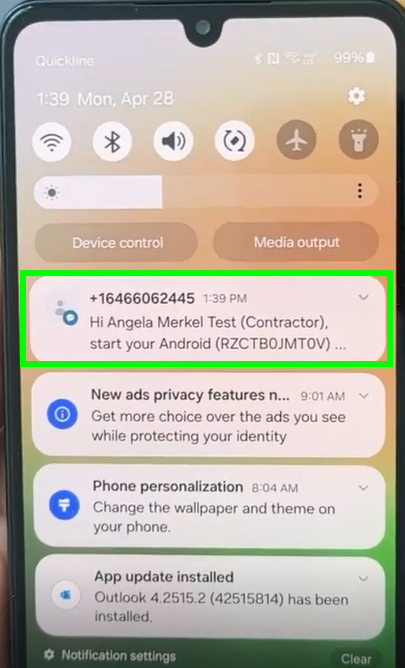 Quickline
99%
1:39 Mon, Apr 28
Device control
Media output
+16466062445 1:39 PM
Hi Angela Merkel Test (Contractor),
start your Android (RZCTB0JMT0V) ...
New ads privacy features n... 9:01 AM
Get more choice over the ads you see
while protecting your identity
Phone personalization 8:04 AM
Change the wallpaper and theme on
your phone.
App update installed
Outlook 4.2515.2 (42515814) has been
installed.
Notification settings
Clear